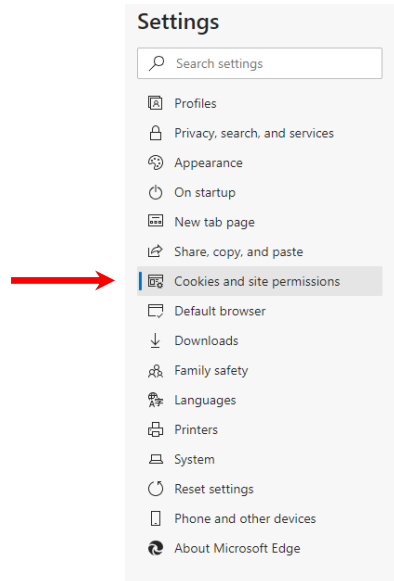 Settings
Search settings
Profiles
Privacy, search, and services
Appearance
On startup
New tab page
Share, copy, and paste
Cookies and site permissions
Default browser
Downloads
Family safety
Languages
Printers
System
Reset settings
Phone and other devices
About Microsoft Edge